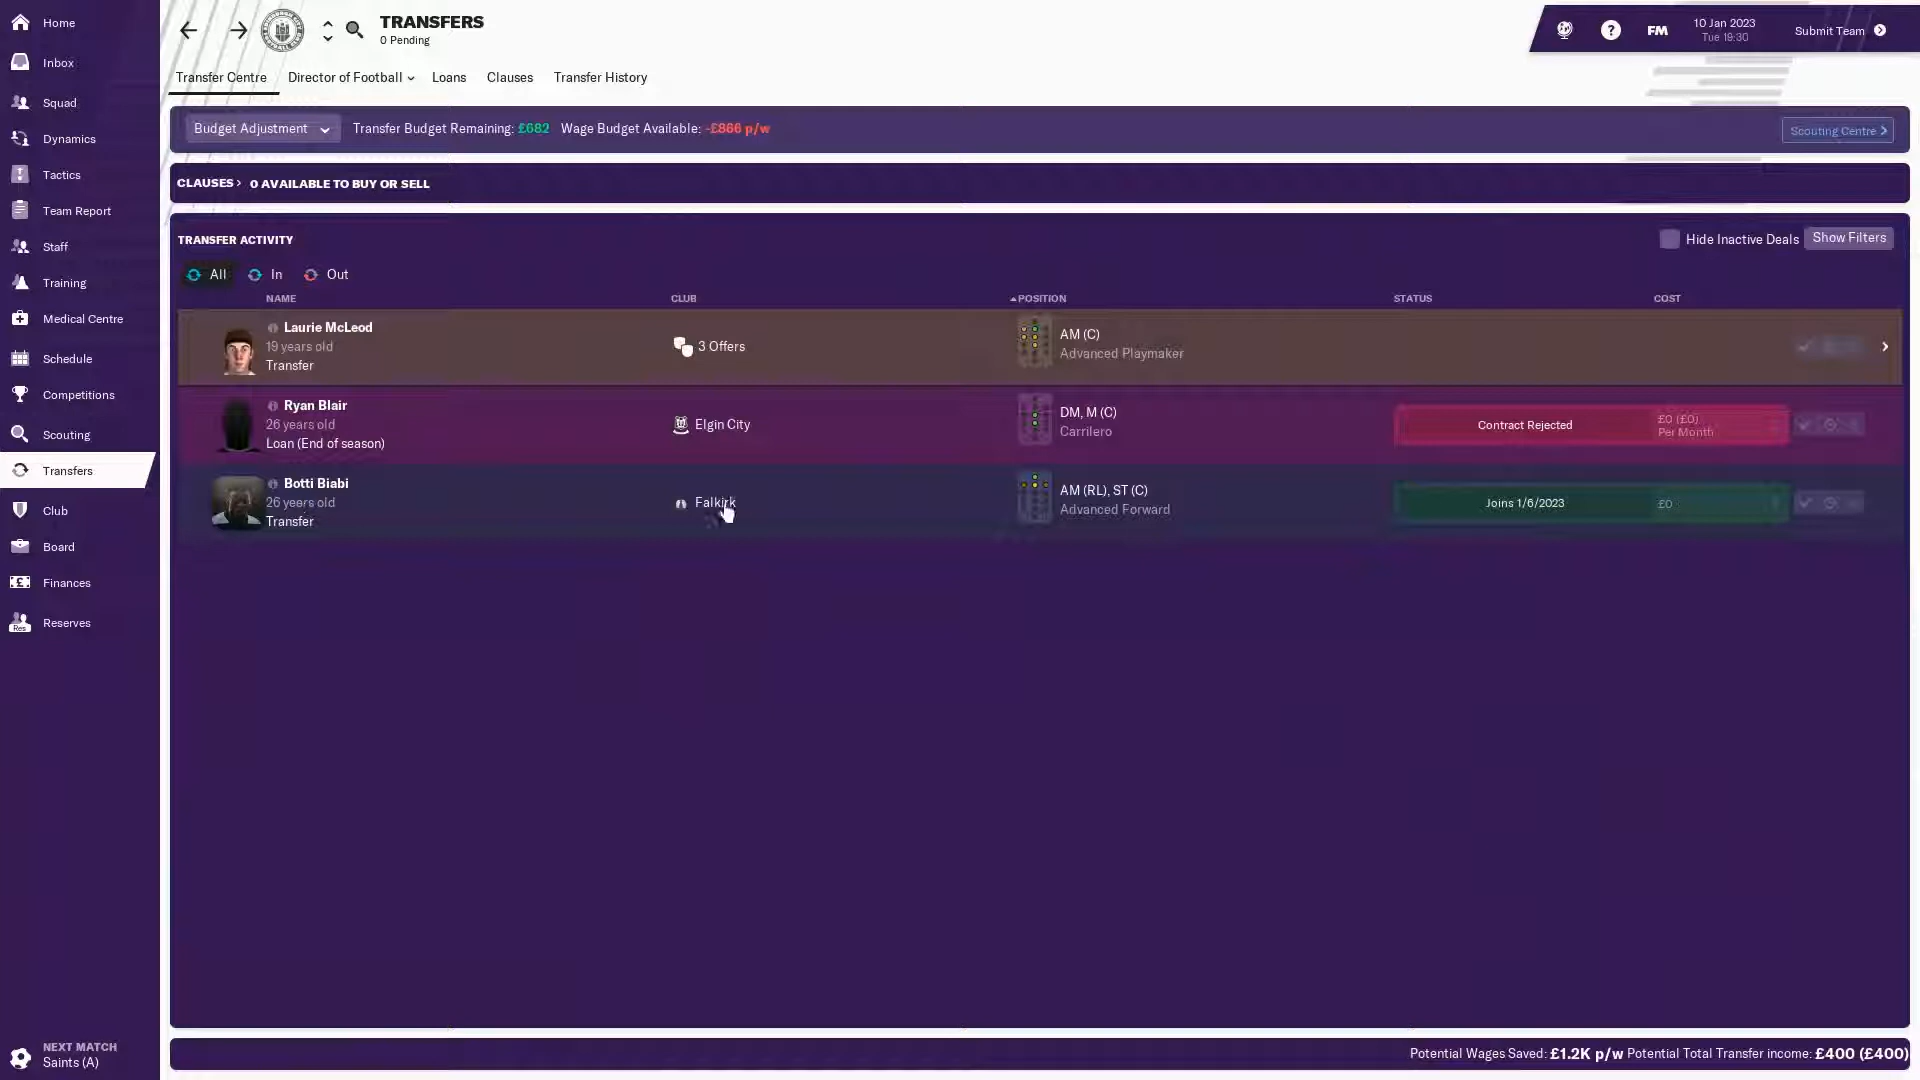 Home
Inbox
Squad
Dynamics
Tactics
Team Report
Staff
Training
Medical Centre
Schedule
Competitions
Scouting
Transfers
Club
Board
Finances
Res
Reserves
NEXT MATCH
Saints (A)
TRANSFERS
0 Pending
?
FM
10 Jan 2023
Tue 19:30
Submit Team
Transfer Centre
Director of Football
Loans
Clauses
Transfer History
Budget Adjustment
Transfer Budget Remaining: £682
Wage Budget Available: -£866 p/w
Scouting Centre
CLAUSES
0 AVAILABLE TO BUY OR SELL
TRANSFER ACTIVITY
Hide Inactive Deals
Show Filters
All
In
Out
NAME
CLUB
POSITION
STATUS
COST
Laurie McLeod
19 years old
Transfer
3 Offers
AM (C)
Advanced Playmaker
Ryan Blair
26 years old
Loan (End of season)
Elgin City
DM, M (C)
Carrilero
Contract Rejected
£0 (£0)
Per Month
Botti Biabi
26 years old
Transfer
Falkirk
AM (RL), ST (C)
Advanced Forward
Joins 1/6/2023
£0
Potential Wages Saved: £1.2K p/w Potential Total Transfer income: £400 (£400)